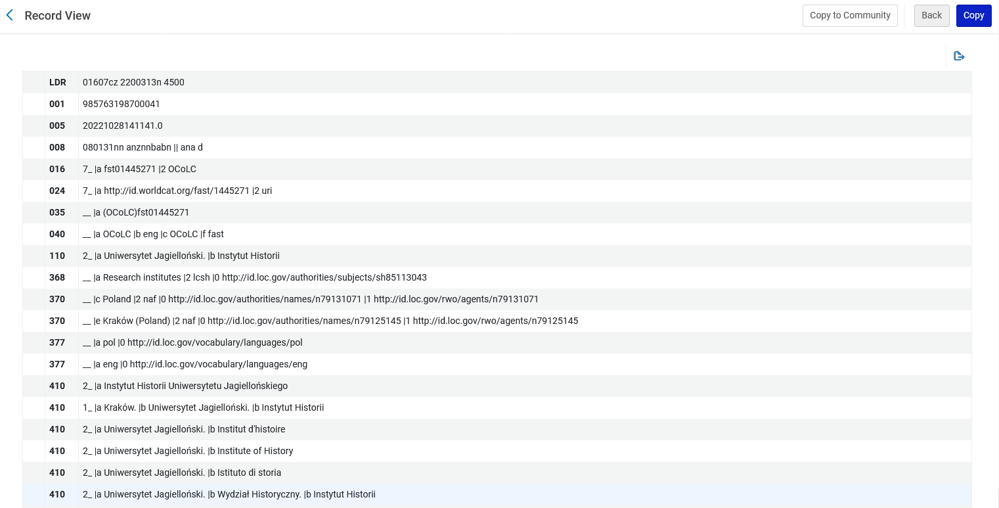 Record View
Copy to Community
Back
Copy
LDR 01607cz 2200313n 4500
001 985763198700041
005 20221028141141.0
008 080131nn anznnbabn || ana d
016 7_ |a fst01445271 |2 OCoLC
024 7_ |a http://id.worldcat.org/fast/1445271 |2 uri
035 __ |a (OCoLC)fst01445271
040 __ |a OCoLC |b eng |c OCoLC |f fast
110 2_ |a Uniwersytet Jagielloński. |b Instytut Historii
368 __ |a Research institutes |2 lcsh |0 http://id.loc.gov/authorities/subjects/sh85113043
370 __ |c Poland |2 naf |0 http://id.loc.gov/authorities/names/n79131071 |1 http://id.loc.gov/rwo/agents/n79131071
370 __ |e Kraków (Poland) |2 naf |0 http://id.loc.gov/authorities/names/n79125145 |1 http://id.loc.gov/rwo/agents/n79125145
377 __ |a pol |0 http://id.loc.gov/vocabulary/languages/pol
377 __ |a eng |0 http://id.loc.gov/vocabulary/languages/eng
410 2_ |a Instytut Historii Uniwersytetu Jagiellońskiego
410 1_ |a Kraków. |b Uniwersytet Jagielloński. |b Instytut Historii
410 2_ |a Uniwersytet Jagielloński. |b Institut d'histoire
410 2_ |a Uniwersytet Jagielloński. |b Institute of History
410 2_ |a Uniwersytet Jagielloński. |b Istituto di storia
410 2_ |a Uniwersytet Jagielloński. |b Wydział Historyczny. |b Instytut Historii